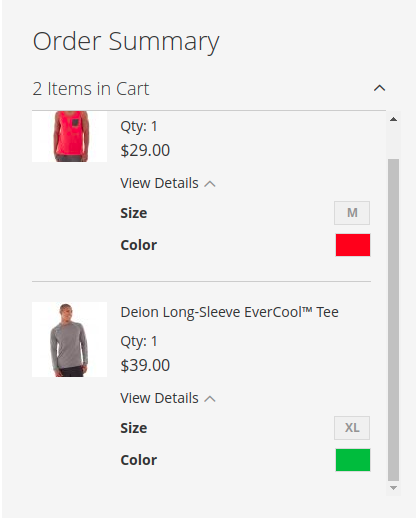 Order Summary
2 Items in Cart
Qty: 1
$29.00
View Details
Size M
Color
Deion Long-Sleeve EverCool™ Tee
Qty: 1
$39.00
View Details
Size XL
Color